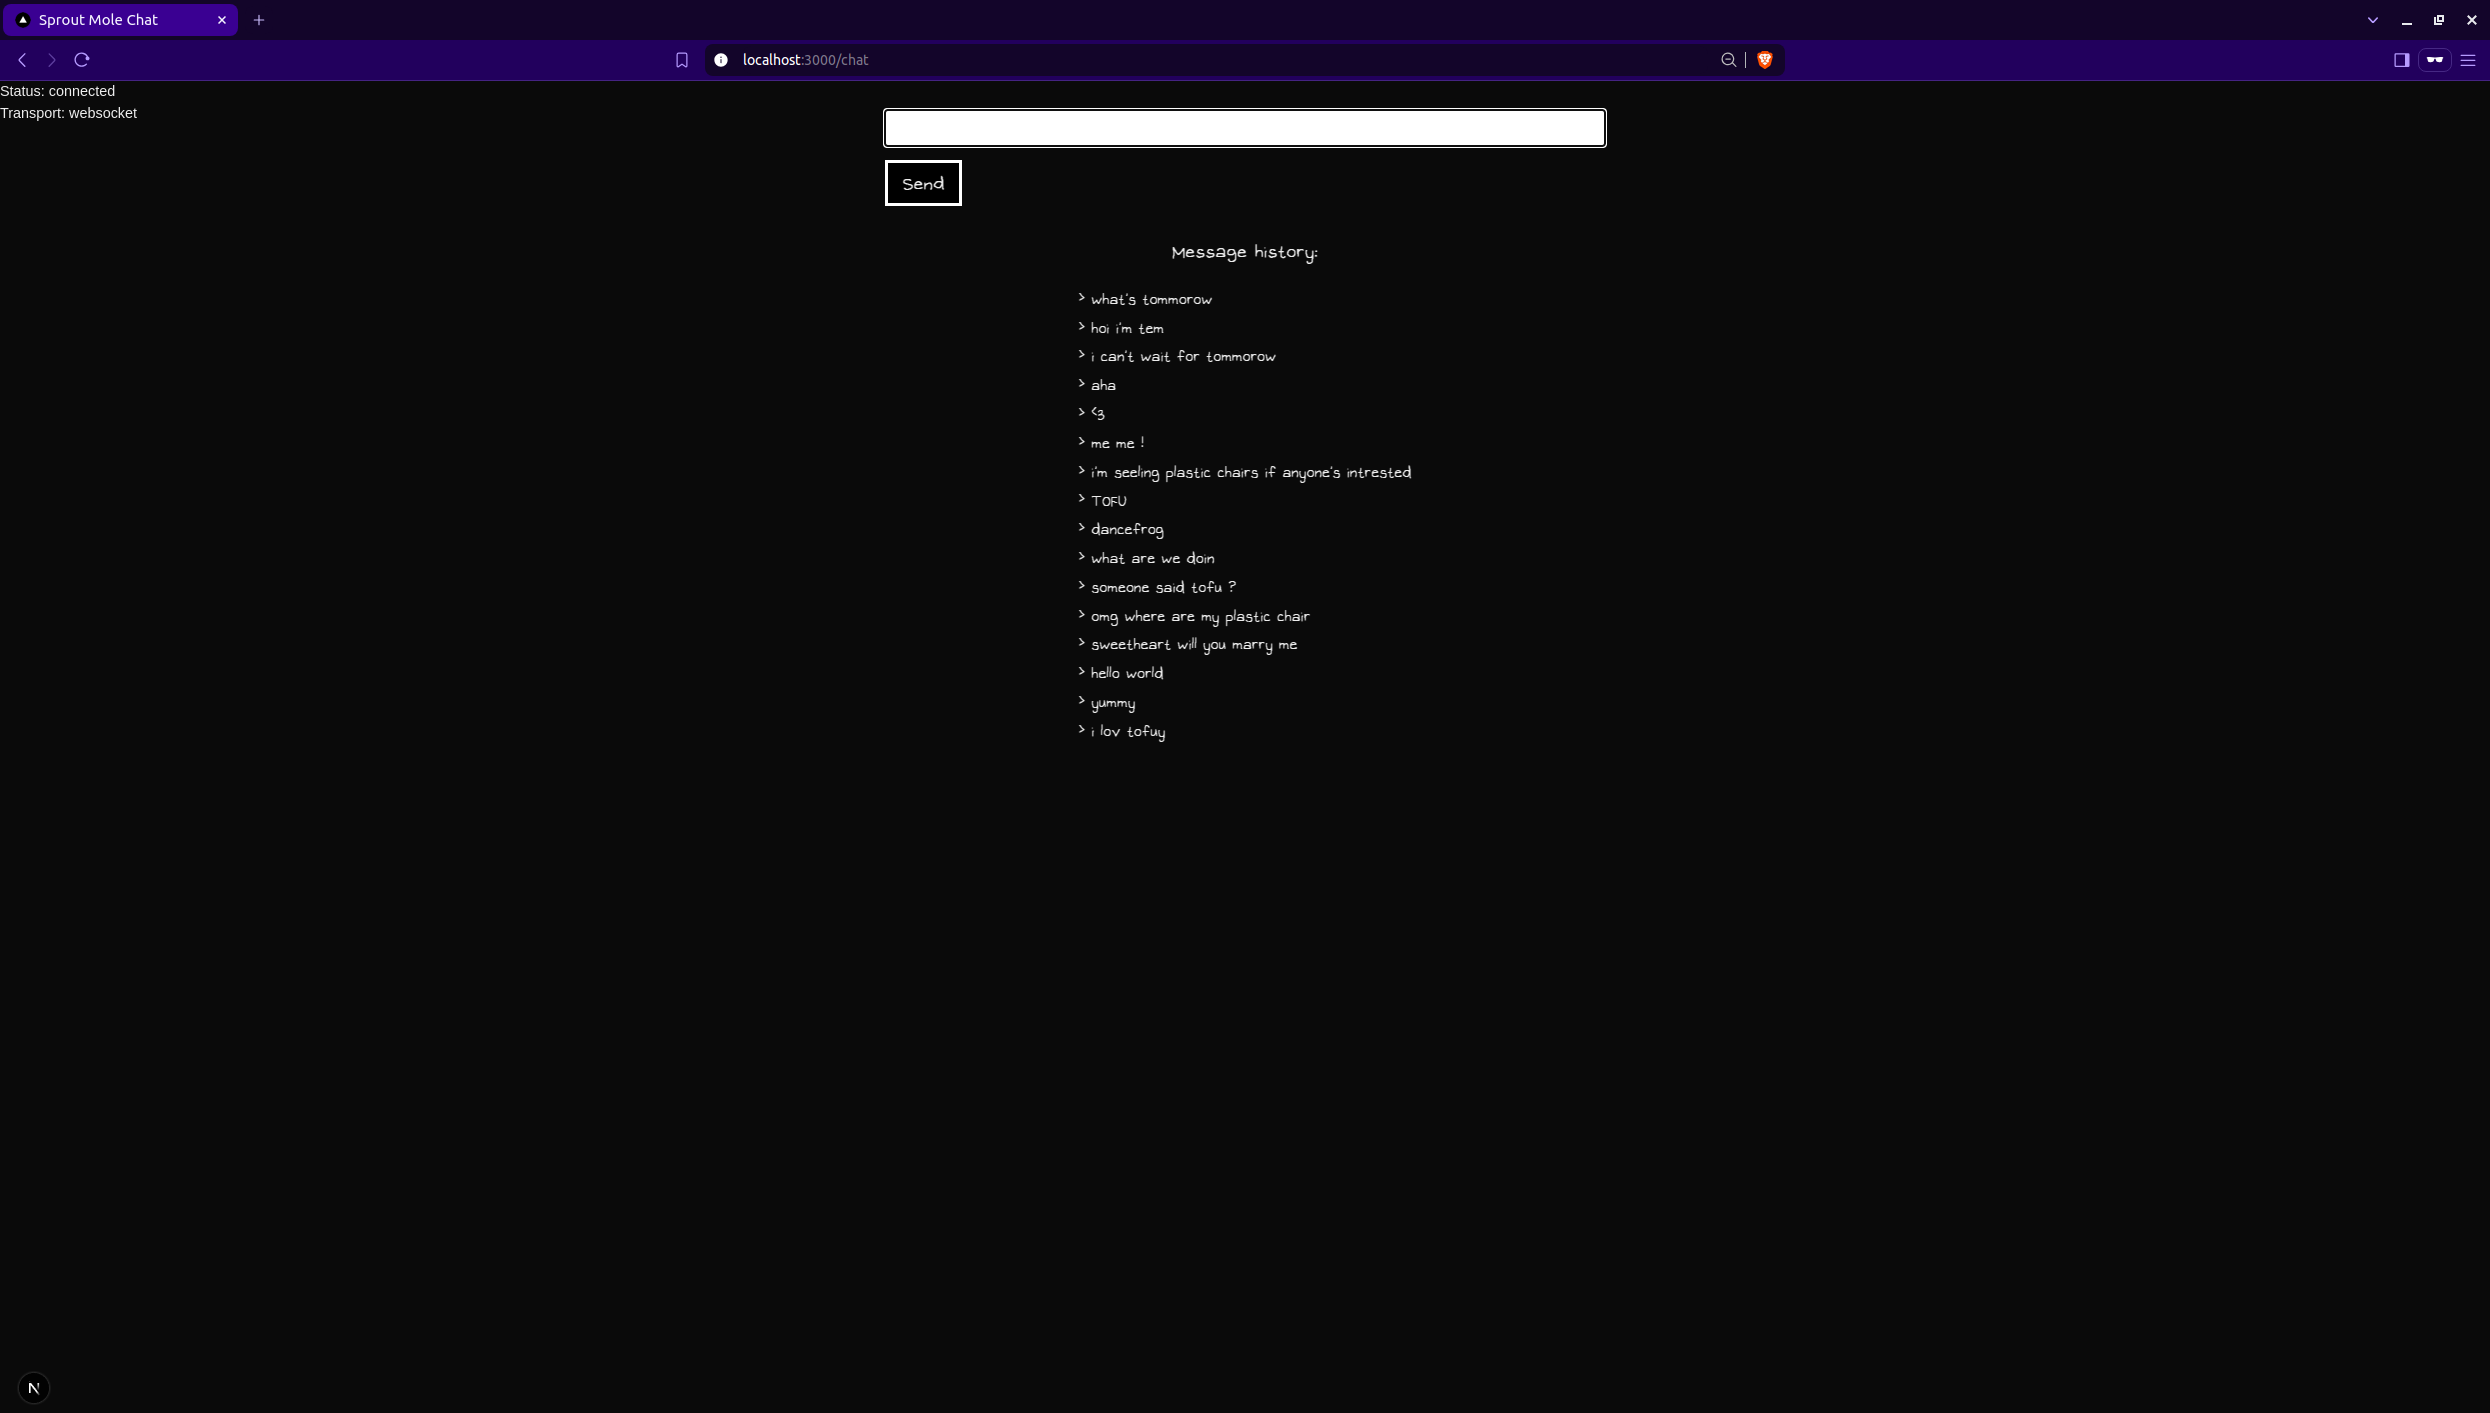 Sprout Mole Chat
localhost:3000/chat
Status: connected
Transport: websocket
Send
Message history:
> what's tommorow
> hoi i'm tem
> i can't wait for tommorow
> aha
> <3
> me me !
> i'm seeling plastic chairs if anyone's intrested
> TOFU
> dancefrog
> what are we doin
> someone said tofu ?
> omg where are my plastic chair
> sweetheart will you marry me
> hello world
> yummy
> i lov tofuy
N